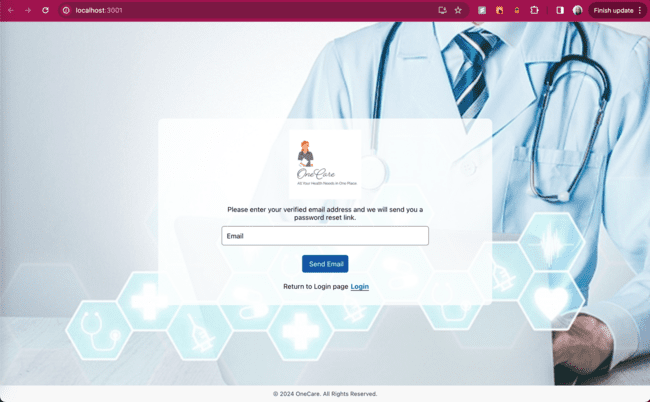 localhost:3001
Finish update
OneCare
All Your Health Needs in One Place
Please enter your verified email address and we will send you a
password reset link.
Email
Send Email
Return to Login page Login
© 2024 OneCare. All Rights Reserved.